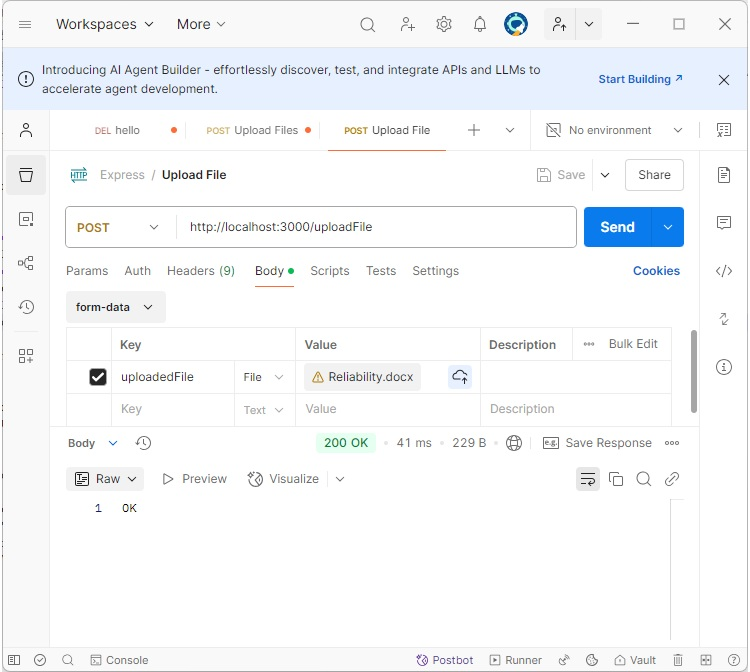 Workspaces More
Introducing AI Agent Builder - effortlessly discover, test, and integrate APIs and LLMs to
accelerate agent development.
Start Building
DEL hello POST Upload Files POST Upload File No environment
HTTP Express / Upload File Save Share
POST http://localhost:3000/uploadFile Send
Params Auth Headers (9) Body Scripts Tests Settings Cookies
form-data
Key Value Description Bulk Edit
uploadedFile File Reliability.docx
Key Text Value Description
Body 200 OK 41 ms 229 B e.g. Save Response
Raw Preview Visualize
1 OK
Console Postbot Runner Vault